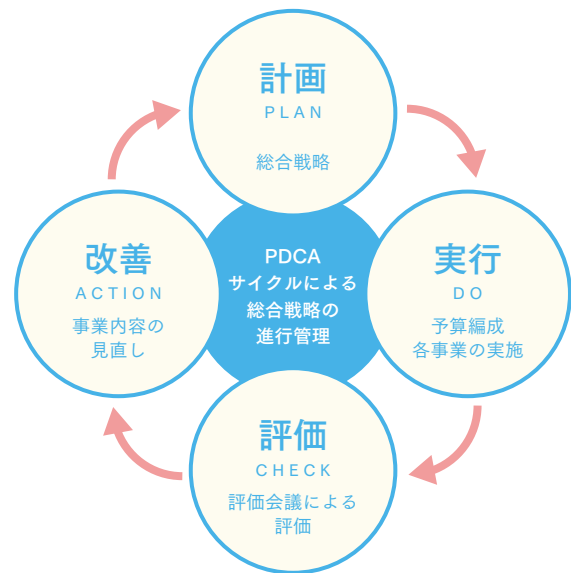 計画
PLAN
総合戦略
PDCA
サイクルによる
総合戦略の
進行管理
実行
DO
予算編成
各事業の実施
評価
CHECK
評価会議による
評価
改善
ACTION
事業内容の
見直し